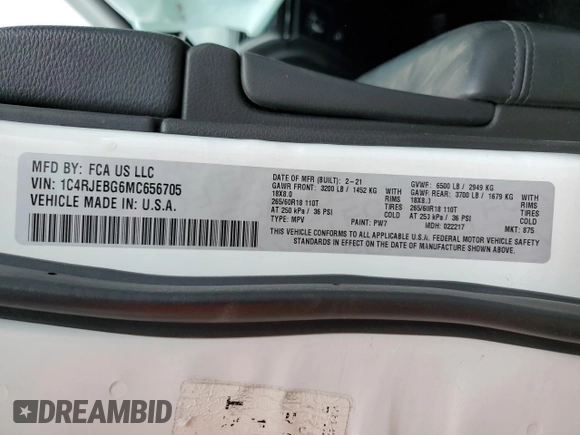 MFD BY: FCA US LLC
VIN: 1C4RJEBG6MC656705
VEHICLE MADE IN: U.S.A.
DATE OF MFR (BUILT): 2-21
GAWR FRONT: 3200 LB / 1452 KG WITH
18X8.0 RIMS
265/60R18 110T TIRES
AT 250 kPa / 36 PSI COLD
TYPE: MPV PAINT: PW7
GVWF: 6500 LB / 2949 KG
GAWR REAR: 3700 LB / 1679 KG WITH
18X8.0 RIMS
265/60R18 110T TIRES
AT 253 kPa / 36 PSI COLD
MDH: 022217 MKT: 875
THIS VEHICLE CONFORMS TO ALL APPLICABLE U.S.A. FEDERAL MOTOR VEHICLE SAFETY
STANDARDS IN EFFECT ON THE DATE OF MANUFACTURE SHOWN ABOVE.
DREAMBID